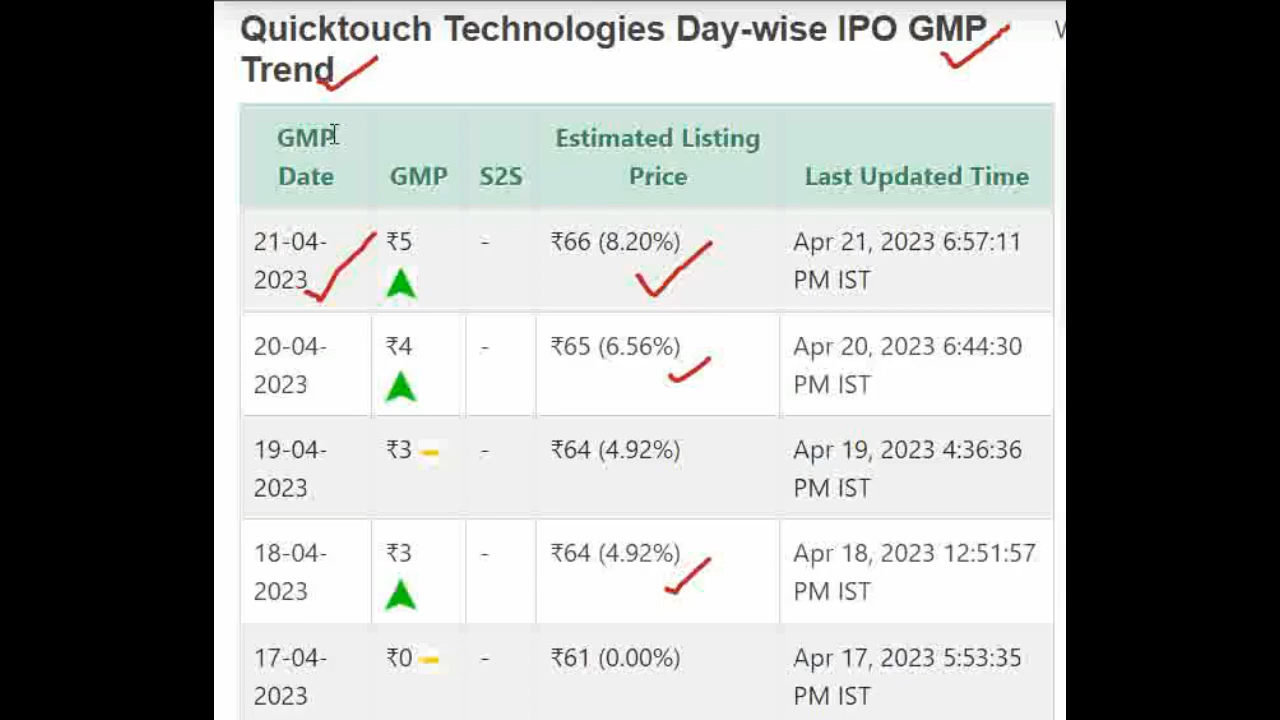 Quicktouch Technologies Day-wise IPO GMP
Trend
GMP Date GMP S2S Estimated Listing Price Last Updated Time
21-04-2023 ₹5 - ₹66 (8.20%) Apr 21, 2023 6:57:11 PM IST
20-04-2023 ₹4 - ₹65 (6.56%) Apr 20, 2023 6:44:30 PM IST
19-04-2023 ₹3 - ₹64 (4.92%) Apr 19, 2023 4:36:36 PM IST
18-04-2023 ₹3 - ₹64 (4.92%) Apr 18, 2023 12:51:57 PM IST
17-04-2023 ₹0 - ₹61 (0.00%) Apr 17, 2023 5:53:35 PM IST